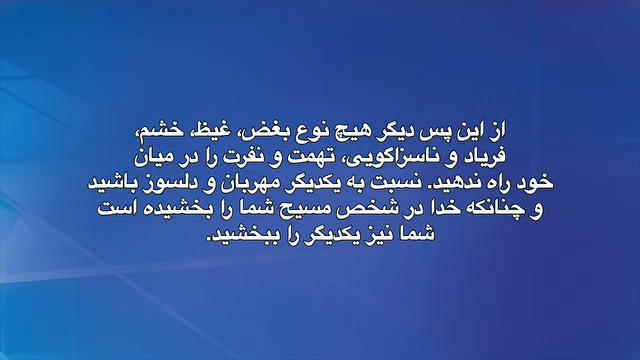 از این پس دیگر هیچ نوع بغض، غیظ، خشم،
فریاد و ناسزاگویی، تهمت و نفرت را در میان
خود راه ندهید. نسبت به یکدیگر مهربان و دلسوز باشید
و چنانکه خدا در شخص مسیح شما را بخشیده است
شما نیز یکدیگر را ببخشید.